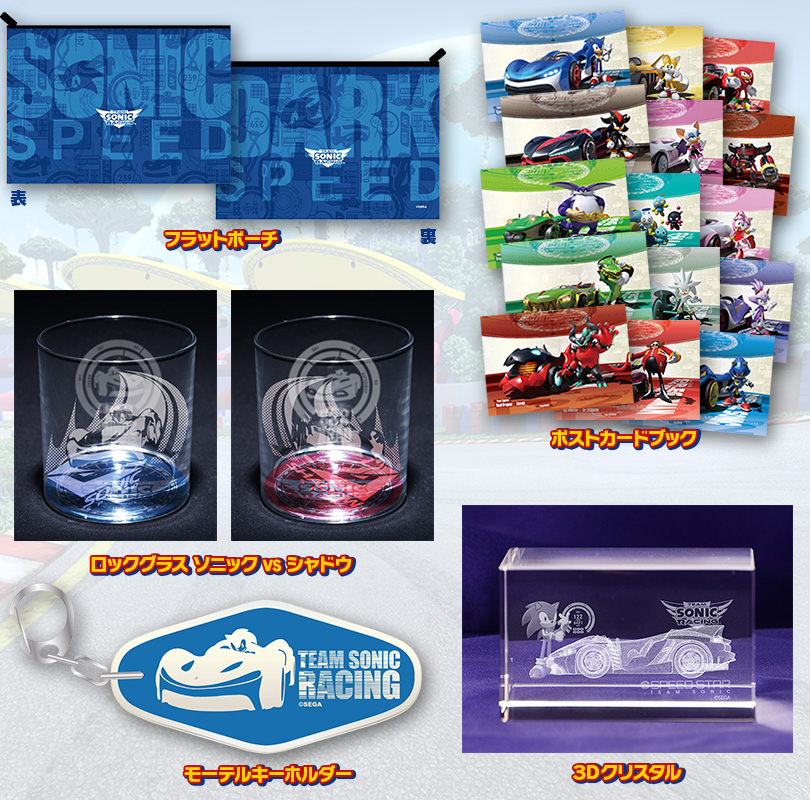 SONIC
SPEED
TEAM
SONIC
RACING
表
DARK
SPEED
TEAM
SONIC
RACING
©SEGA
裏
フラットポーチ
ポストカードブック
ロックグラス ソニック vs シャドウ
TEAM SONIC
RACING
©SEGA
モーテルキーホルダー
TEAM
SONIC
RACING
SPEED STAR
TEAM SONIC
©SEGA
3Dクリスタル